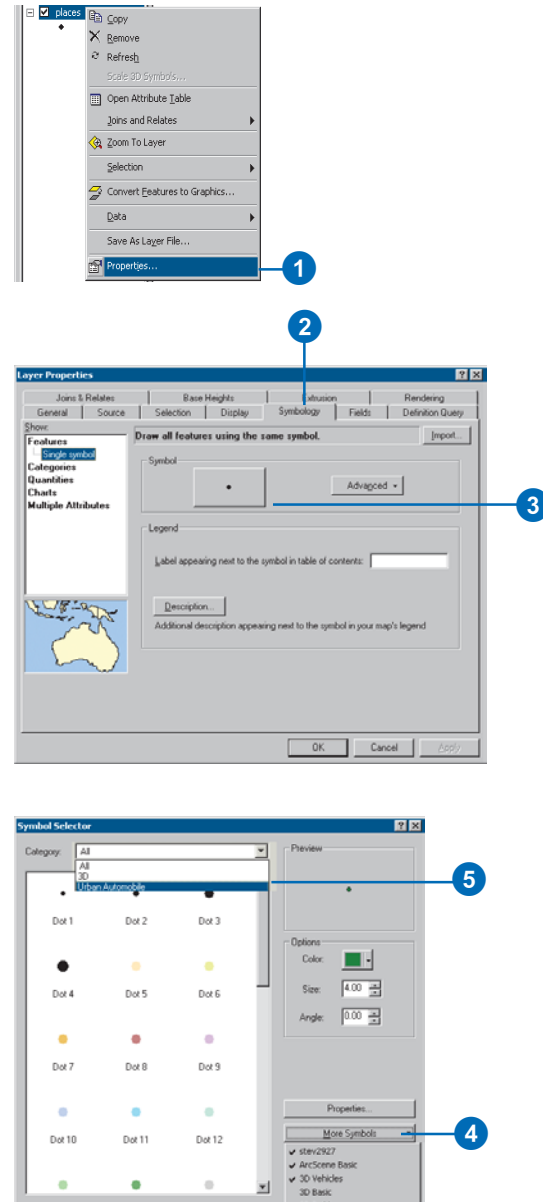 places
Copy
Remove
Refresh
Scale 3D Symbols...
Open Attribute Table
Joins and Relates
Zoom To Layer
Selection
Convert Features to Graphics...
Data
Save As Layer File...
Properties...
1
2
Layer Properties
Joins & Relates Base Heights Extrusion Rendering
General Source Selection Display Symbology Fields Definition Query
Show:
Features
Single symbol
Categories
Quantities
Charts
Multiple Attributes
Draw all features using the same symbol.
Import...
Symbol
Advanced
3
Legend
Label appearing next to the symbol in table of contents:
Description...
Additional description appearing next to the symbol in your map's legend
OK Cancel Apply
Symbol Selector
Category: All
All
3D
Urban Automobile
5
Dot 1 Dot 2 Dot 3
Dot 4 Dot 5 Dot 6
Dot 7 Dot 8 Dot 9
Dot 10 Dot 11 Dot 12
Preview
Options
Color:
Size: 4.00
Angle: 0.00
Properties...
More Symbols
4
stev2927
ArcScene Basic
3D Vehicles
3D Basic